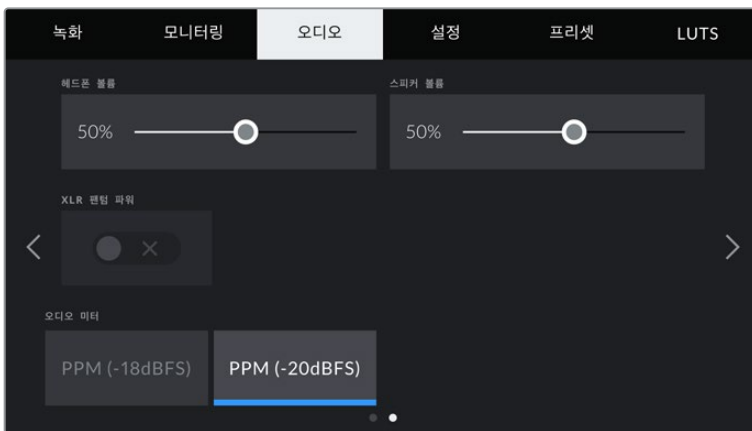 녹화 모니터링 오디오 설정 프리셋 LUTS
헤드폰 볼륨 스피커 볼륨
50% 50%
XLR 팬텀 파워
오디오 미터
PPM (-18dBFS) PPM (-20dBFS)